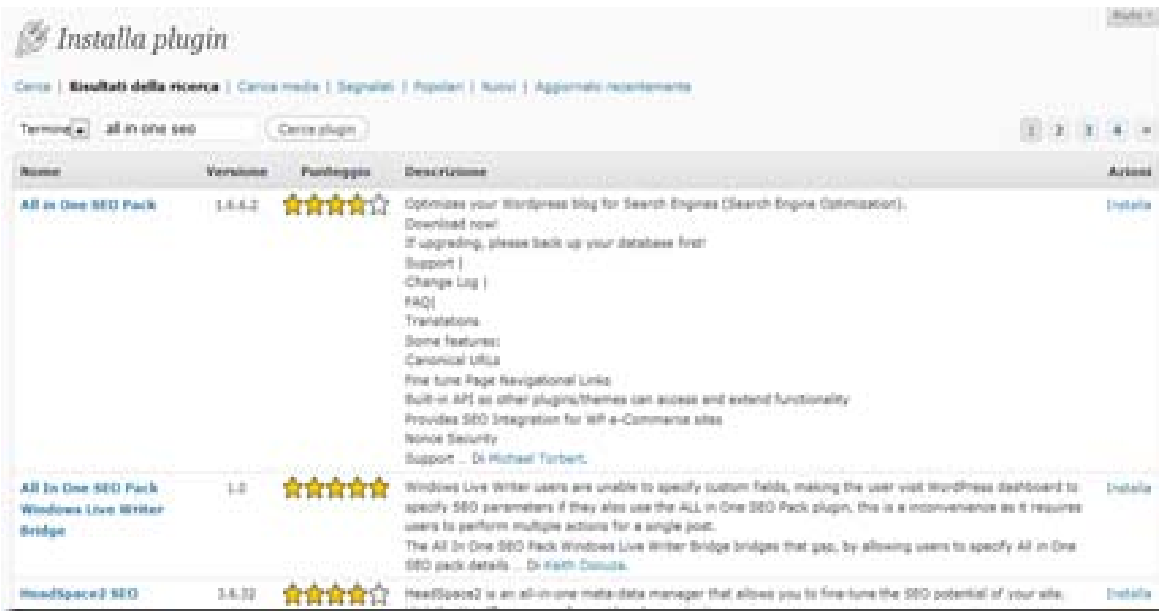 Aiuto
Installa plugin
Cerca | Risultati della ricerca | Carica media | Segnalati | Popolari | Nuovi | Aggiornato recentemente
Termine all in one seo Cerca plugin 1 2 3 4 »
Nome Versione Punteggio Descrizione Azioni
All in One SEO Pack 1.6.6.2 Optimizes your Wordpress blog for Search Engines (Search Engine Optimization). Installa
Download now!
If upgrading, please back up your database first!
Support |
Change Log |
FAQ|
Translations
Some features:
Canonical URLs
Fine tune Page Navigational Links
Built-in API so other plugins/themes can access and extend functionality
Provides SEO Integration for WP e-Commerce sites
Nonce Security
Support … Di Michael Torbert.
All In One SEO Pack Windows Live Writer Bridge 1.0 Windows Live Writer users are unable to specify custom fields, making the user visit WordPress dashboard to Installa
specify SEO parameters if they also use the ALL in One SEO Pack plugin, this is a inconvenience as it requires
users to perform multiple actions for a single post.
The All In One SEO Pack Windows Live Writer Bridge bridges that gap, by allowing users to specify All in One
SEO pack details … Di Keith Dsouza.
HeadSpace2 SEO 3.6.32 HeadSpace2 is an all-in-one meta-data manager that allows you to fine-tune the SEO potential of your site. Installa